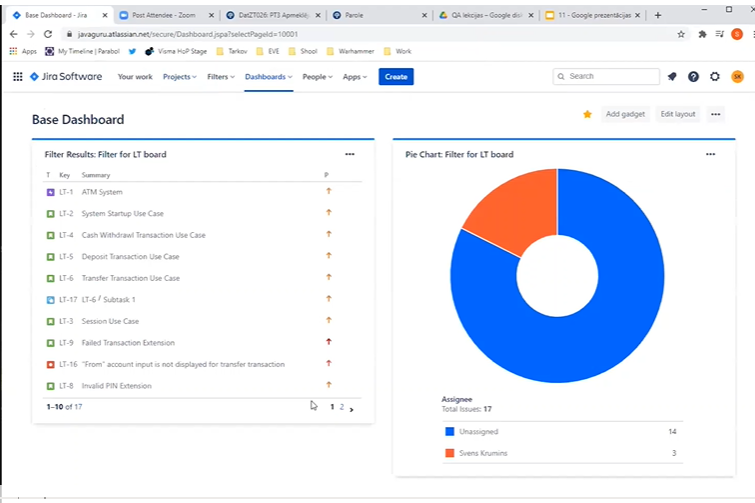 Base Dashboard - Jira
Post Attendee - Zoom
DatZT026: PT3 Apmeklēj
Parole
QA lekcijas – Google disk
11 - Google prezentācijas
javaguru.atlassian.net/secure/Dashboard.jspa?selectPageId=10001
Apps My Timeline | Parabol Visma HoP Stage Tarkov EVE Shool Warhammer Work
Jira Software Your work Projects Filters Dashboards People Apps Create Search SK
Base Dashboard Add gadget Edit layout
Filter Results: Filter for LT board
T Key Summary P
LT-1 ATM System
LT-2 System Startup Use Case
LT-4 Cash Withdrawl Transaction Use Case
LT-5 Deposit Transaction Use Case
LT-6 Transfer Transaction Use Case
LT-17 LT-6 / Subtask 1
LT-3 Session Use Case
LT-9 Failed Transaction Extension
LT-16 "From" account input is not displayed for transfer transaction
LT-8 Invalid PIN Extension
1–10 of 17 1 2
Pie Chart: Filter for LT board
Assignee
Total Issues: 17
Unassigned 14
Svens Krumins 3